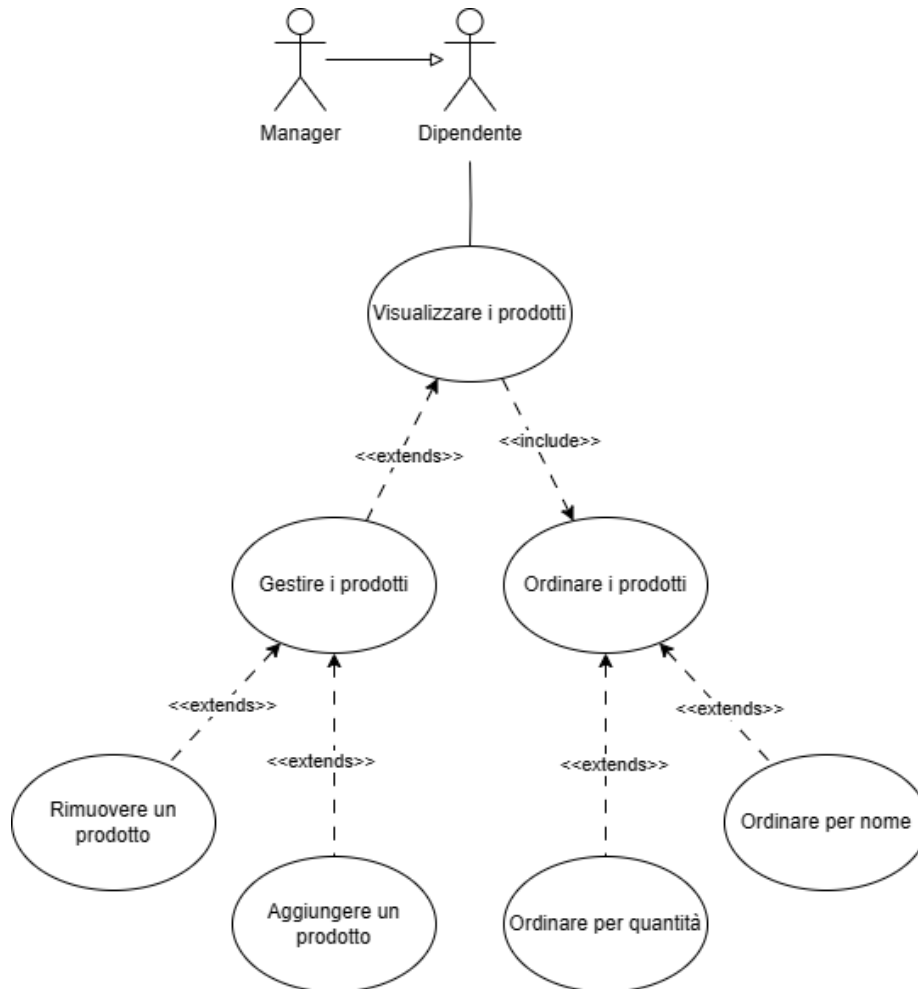 Manager
Dipendente
Visualizzare i prodotti
<<extends>>
<<include>>
Gestire i prodotti
Ordinare i prodotti
<<extends>>
<<extends>>
<<extends>>
<<extends>>
Rimuovere un
prodotto
Ordinare per nome
Aggiungere un
prodotto
Ordinare per quantità